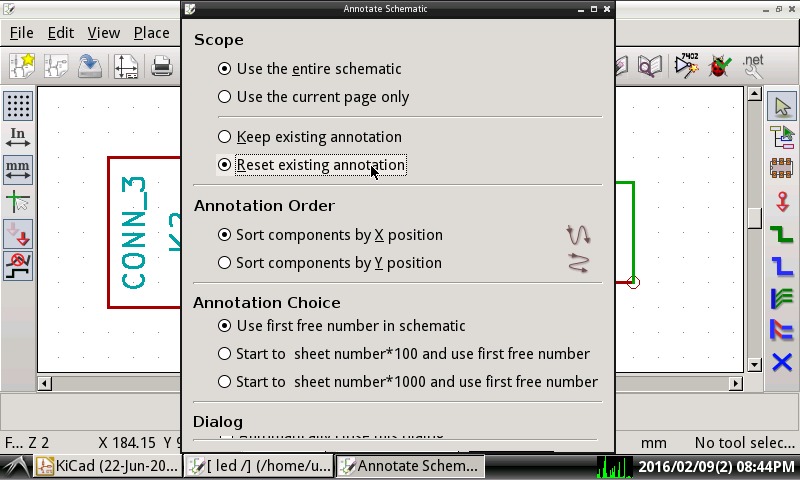 Annotate Schematic
File Edit View Place
Scope
Use the entire schematic
Use the current page only
Keep existing annotation
Reset existing annotation
Annotation Order
Sort components by X position
Sort components by Y position
Annotation Choice
Use first free number in schematic
Start to sheet number*100 and use first free number
Start to sheet number*1000 and use first free number
Dialog
In
mm
CONN_3
7402
.net
F... Z 2 X 184.15 Y 9 mm No tool selec...
KiCad (22-Jun-20... [ led /] (/home/u... Annotate Schem... 2016/02/09(2) 08:44PM